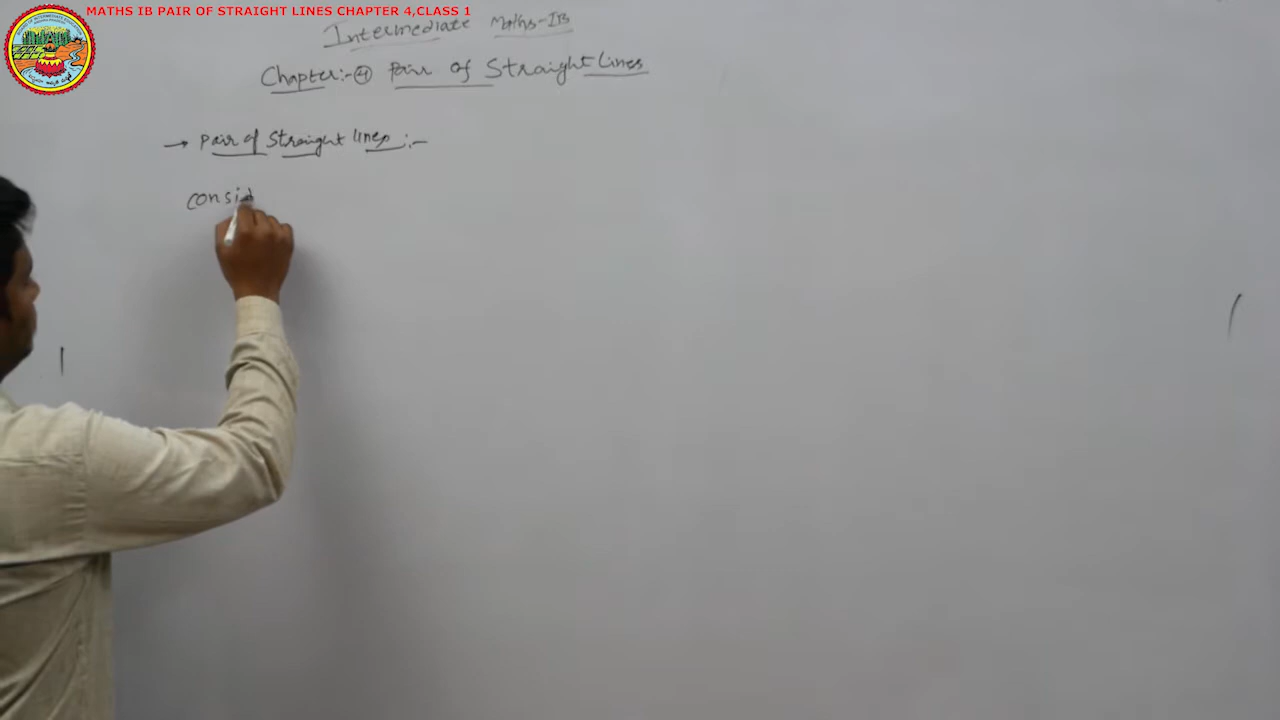 MATHS IB PAIR OF STRAIGHT LINES CHAPTER 4,CLASS 1
Intermediate Maths-IB
Chapter:-④ Pair of Straight Lines
→ Pair of Straight lines :-
consid